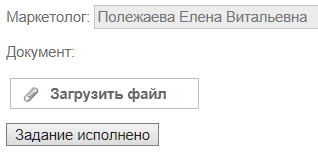 Маркетолог: Полежаева Елена Витальевна
Документ:
Загрузить файл
Задание исполнено